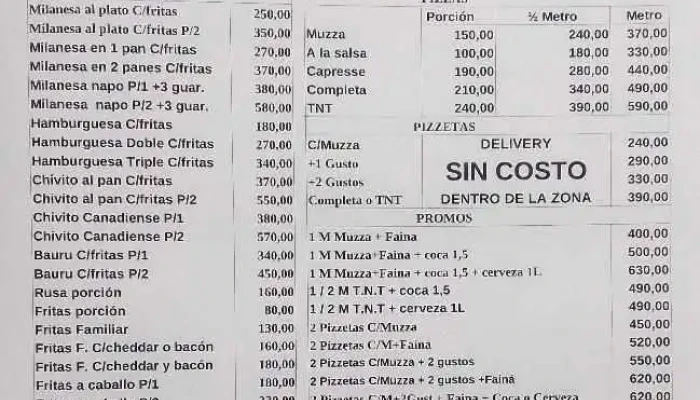 Milanesa al plato C/fritas 250,00
Milanesa al plato C/fritas P/2 350,00
Milanesa en 1 pan C/fritas 270,00
Milanesa en 2 panes C/fritas 370,00
Milanesa napo P/1 +3 guar. 380,00
Milanesa napo P/2 +3 guar. 580,00
Hamburguesa C/fritas 180,00
Hamburguesa Doble C/fritas 270,00
Hamburguesa Triple C/fritas 340,00
Chivito al pan C/fritas 370,00
Chivito al pan C/fritas P/2 550,00
Chivito Canadiense P/1 380,00
Chivito Canadiense P/2 570,00
Bauru C/fritas P/1 340,00
Bauru C/fritas P/2 450,00
Rusa porción 160,00
Fritas porción 80,00
Fritas Familiar 130,00
Fritas F. C/cheddar o bacón 160,00
Fritas F. C/cheddar y bacón 180,00
Fritas a caballo P/1 180,00
Porción ½ Metro Metro
Muzza 150,00 240,00 370,00
A la salsa 100,00 180,00 330,00
Capresse 190,00 280,00 440,00
Completa 210,00 340,00 490,00
TNT 240,00 390,00 590,00
PIZZETAS
C/Muzza 240,00
+1 Gusto 290,00
+2 Gustos 330,00
Completa o TNT 390,00
DELIVERY
SIN COSTO
DENTRO DE LA ZONA
PROMOS
1 M Muzza + Faina 400,00
1 M Muzza+Faina + coca 1,5 500,00
1 M Muzza+Faina + coca 1,5 + cerveza 1L 630,00
1 / 2 M T.N.T + coca 1,5 490,00
1 / 2 M T.N.T + cerveza 1L 490,00
2 Pizzetas C/Muzza 450,00
2 Pizzetas C/M+Faina 520,00
2 Pizzetas C/Muzza + 2 gustos 550,00
2 Pizzetas C/Muzza + 2 gustos +Faina 620,00
2 Pizzetas C/M+2Gust + Faina + Coca o Cerveza 620,00